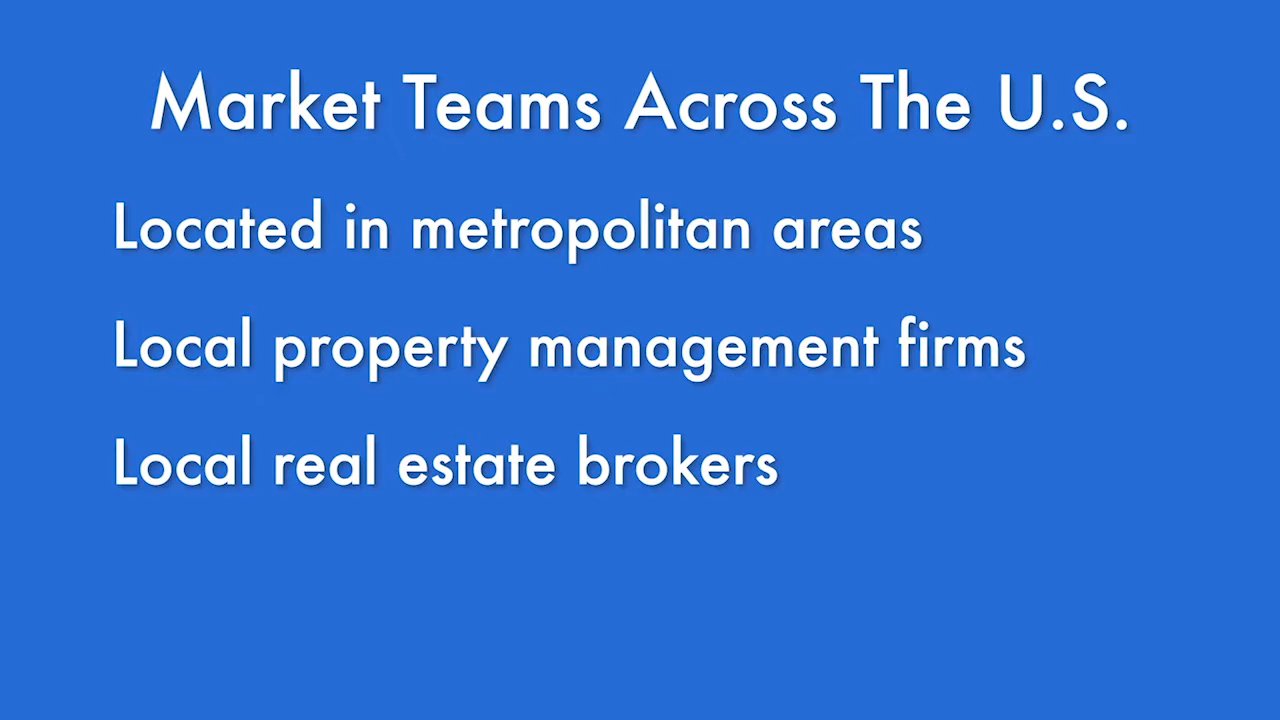 Market Teams Across The U.S.
Located in metropolitan areas
Local property management firms
Local real estate brokers